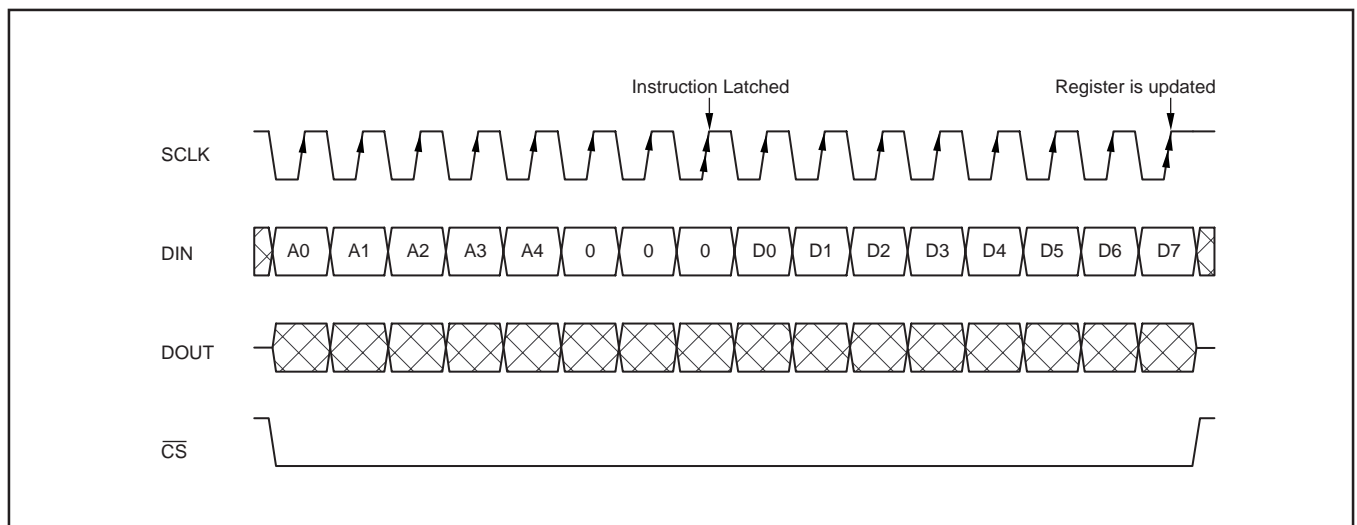 Instruction Latched Register is updated
SCLK
DIN A0 A1 A2 A3 A4 0 0 0 D0 D1 D2 D3 D4 D5 D6 D7
DOUT
C̅S̅